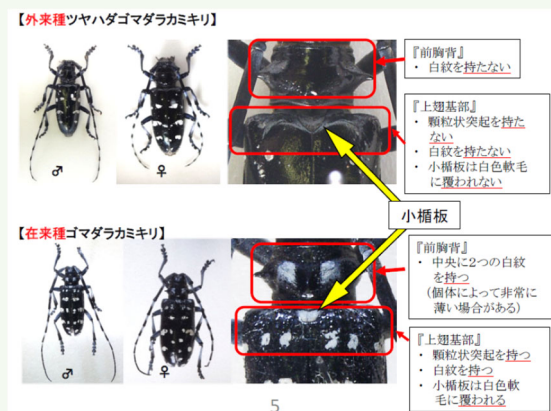 【外来種ツヤハダゴマダラカミキリ】
♂
♀
『前胸背』
・ 白紋を持たない
『上翅基部』
・ 顆粒状突起を持た
ない
・ 白紋を持たない
・ 小楯板は白色軟毛
に覆われない
小楯板
【在来種ゴマダラカミキリ】
♂
♀
『前胸背』
・ 中央に2つの白紋
を持つ
(個体によって非常に
薄い場合がある)
『上翅基部』
・ 顆粒状突起を持つ
・ 白紋を持つ
・ 小楯板は白色軟
毛に覆われる
5